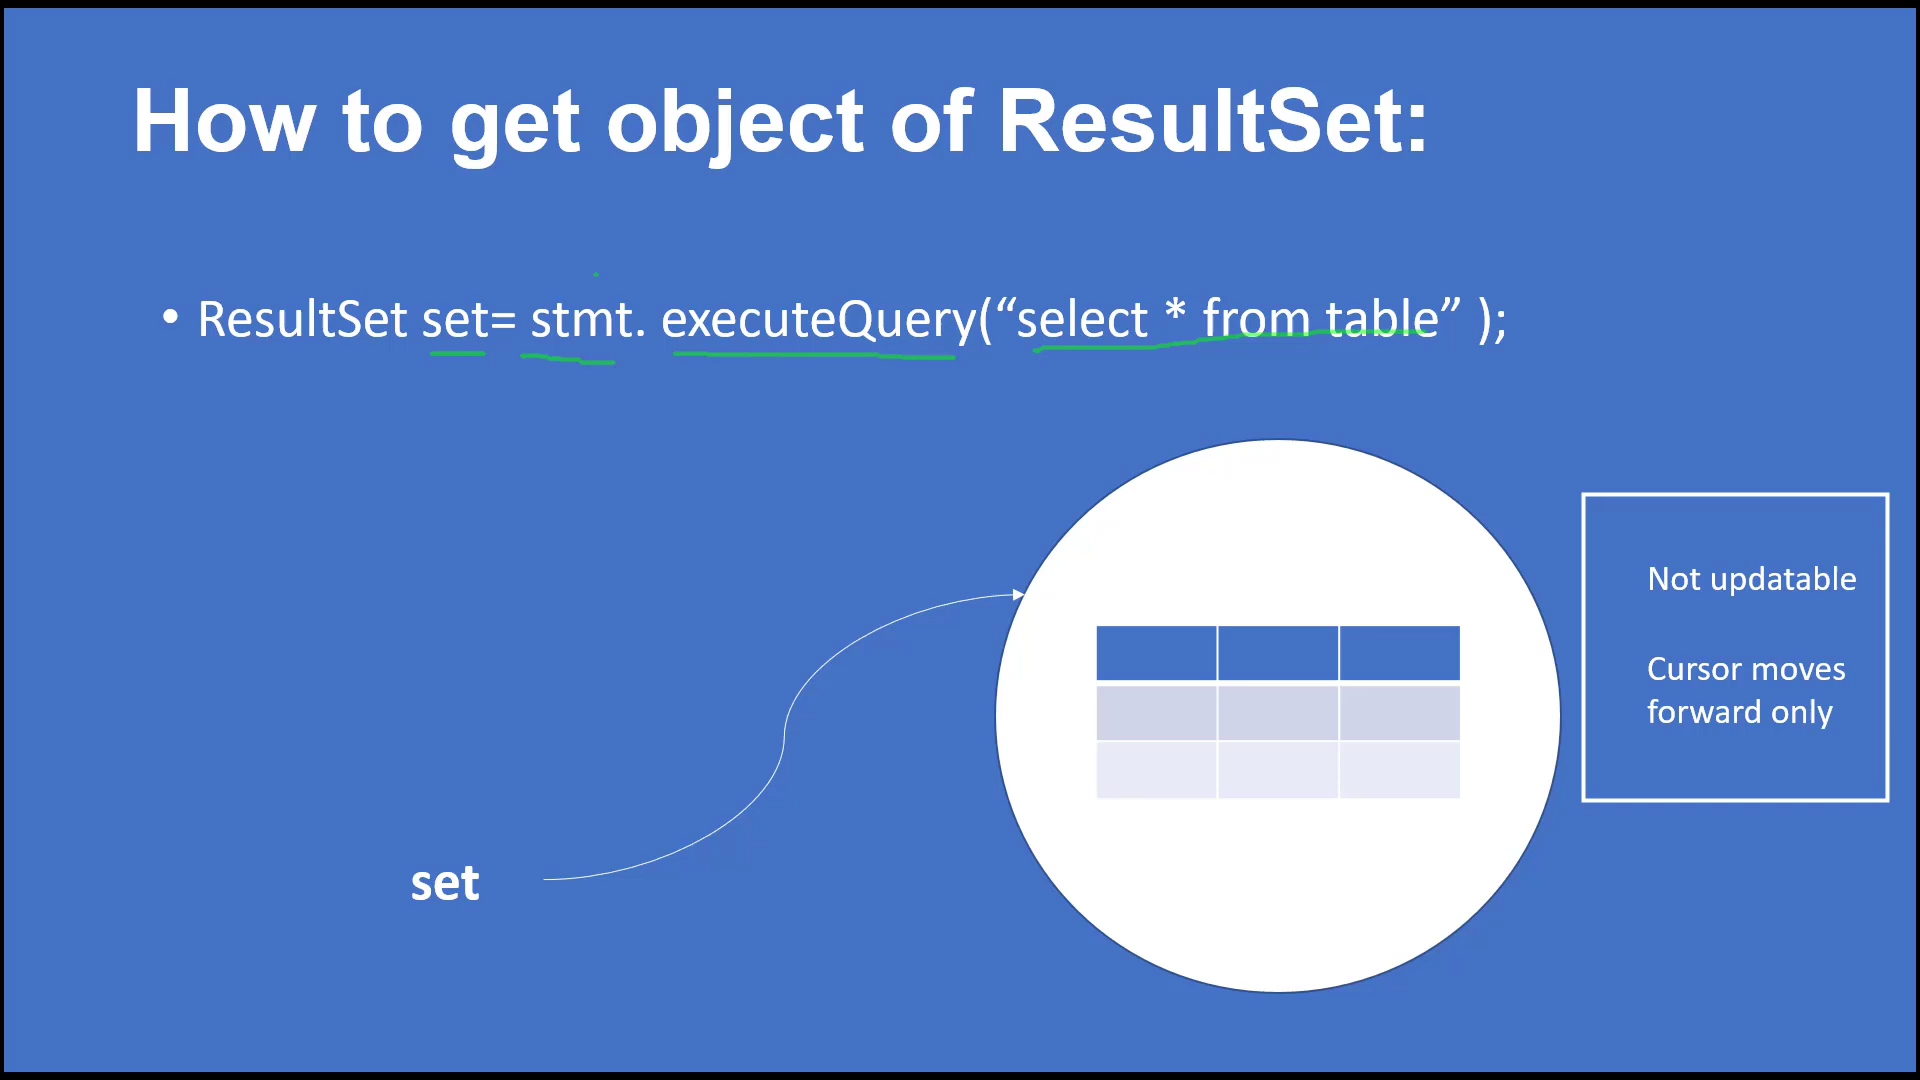 How to get object of ResultSet:
• ResultSet set= stmt. executeQuery(“select * from table” );
Not updatable
Cursor moves
forward only
set